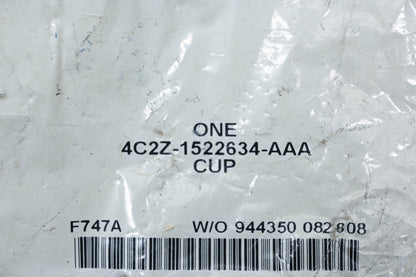 ONE
4C2Z-1522634-AAA
CUP
F747A W/O 944350 082808